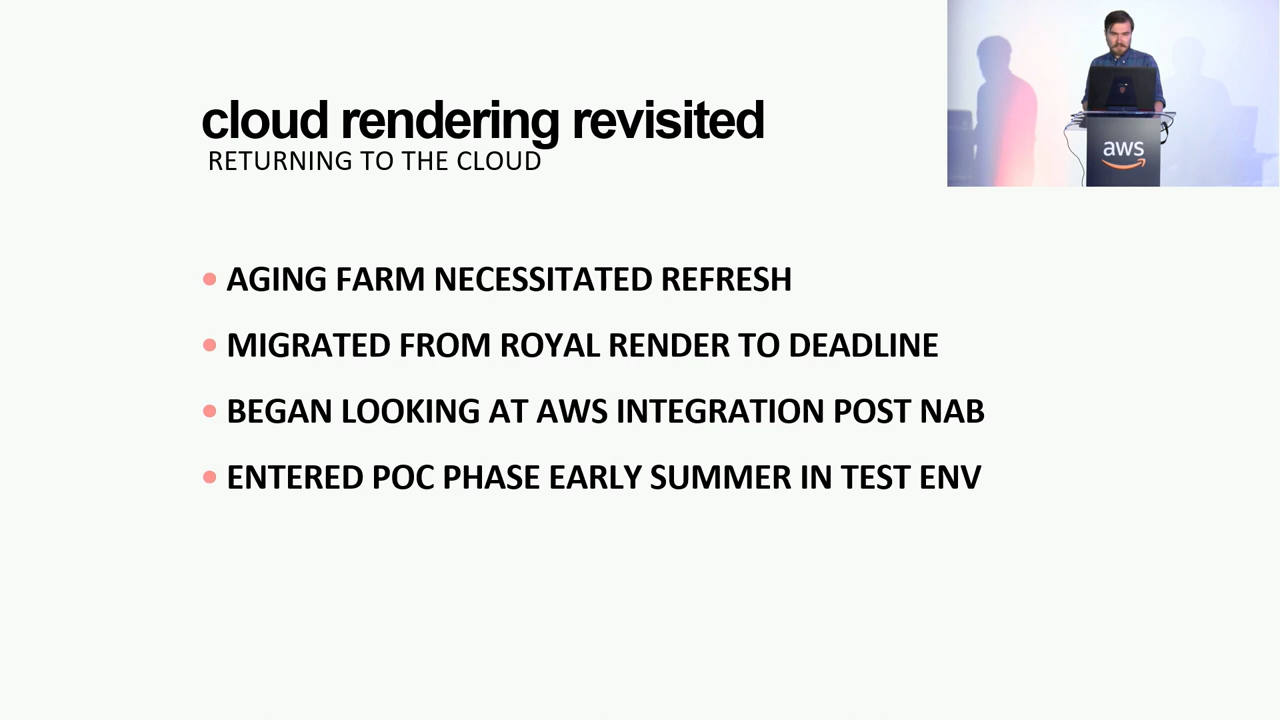 cloud rendering revisited
RETURNING TO THE CLOUD
AGING FARM NECESSITATED REFRESH
MIGRATED FROM ROYAL RENDER TO DEADLINE
BEGAN LOOKING AT AWS INTEGRATION POST NAB
ENTERED POC PHASE EARLY SUMMER IN TEST ENV
aws